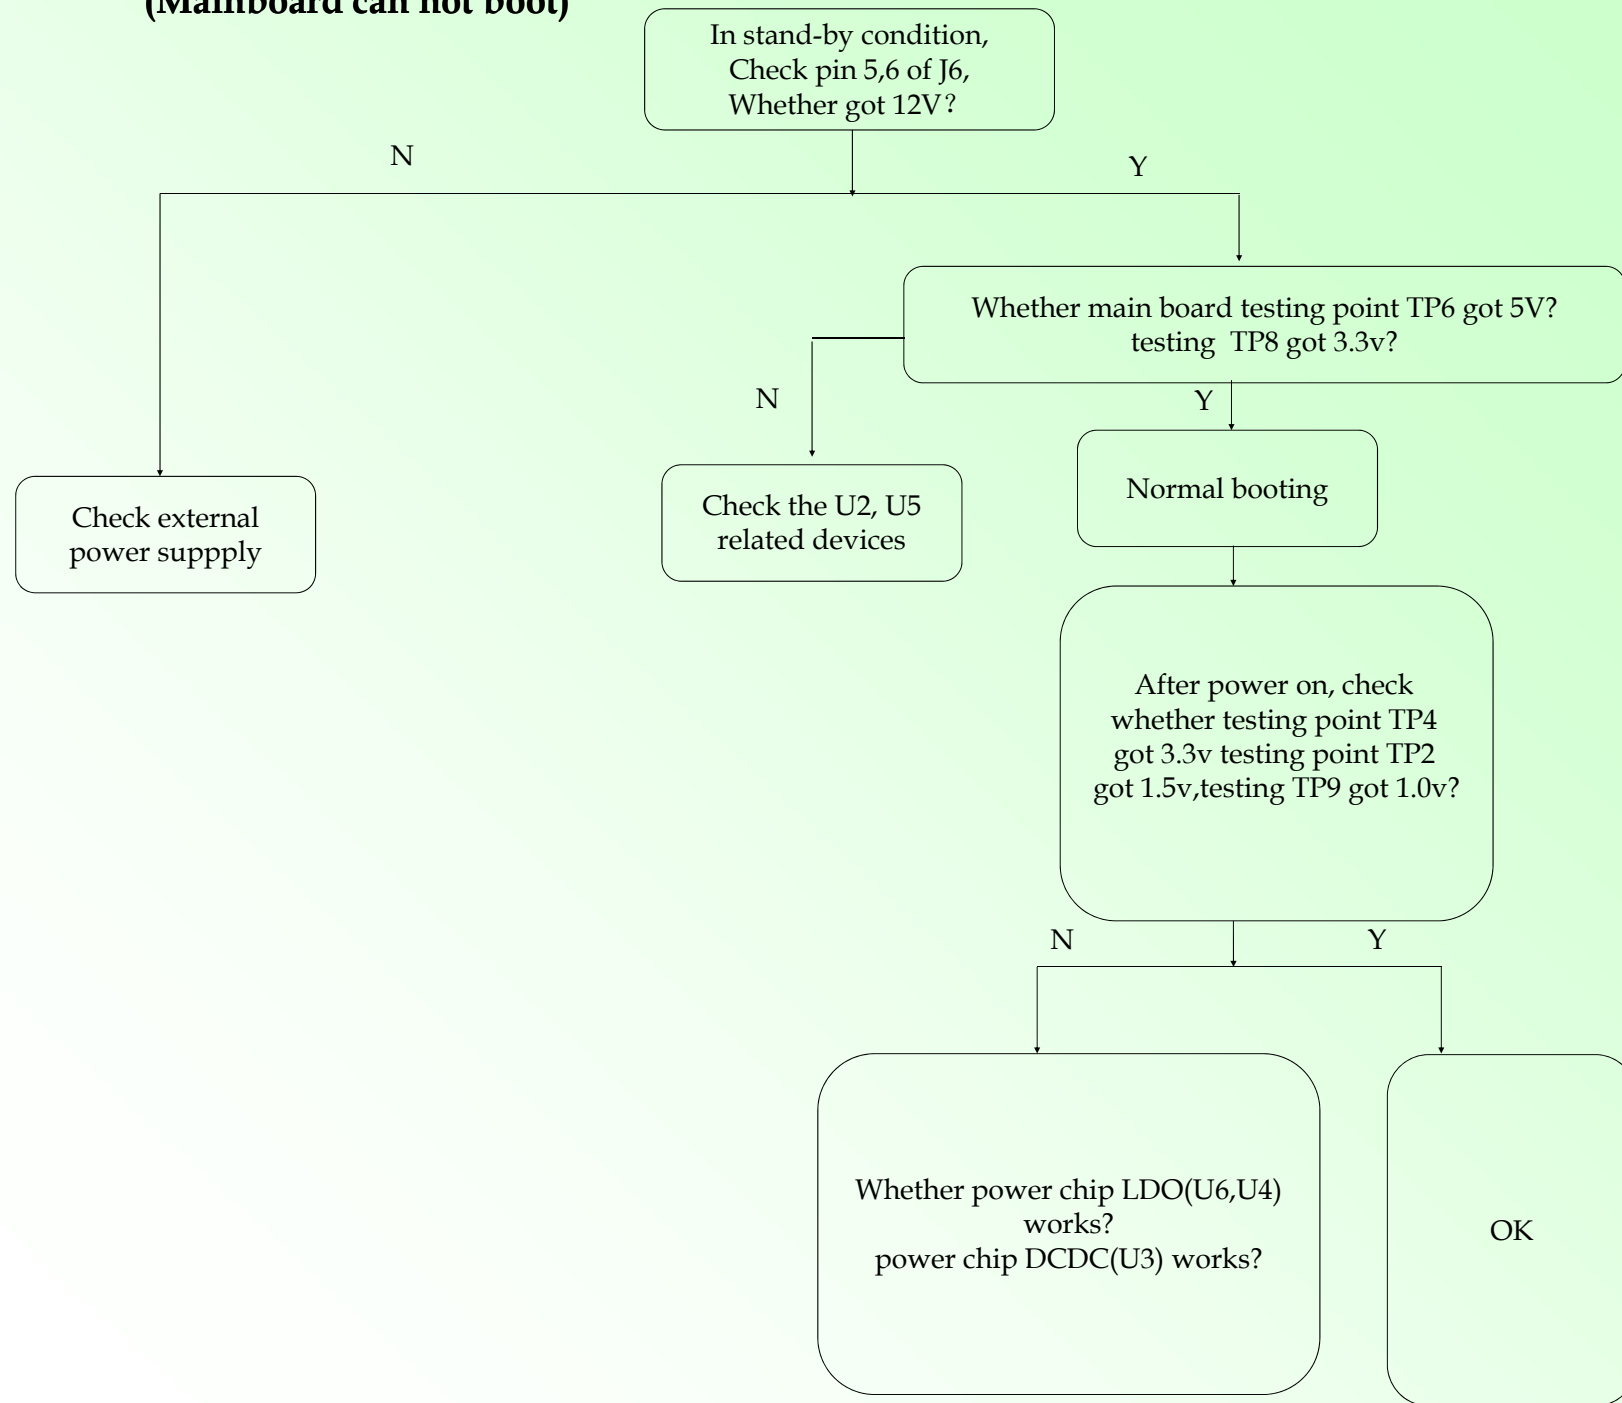 (Mainboard can not boot)
In stand-by condition,
Check pin 5,6 of J6,
Whether got 12V？
N
Y
Whether main board testing point TP6 got 5V?
testing  TP8 got 3.3v?
N
Y
Normal booting
Check the U2, U5
related devices
Check external
power suppply
After power on, check
whether testing point TP4
got 3.3v testing point TP2
got 1.5v,testing TP9 got 1.0v?
N
Y
Whether power chip LDO(U6,U4)
works?
power chip DCDC(U3) works?
OK